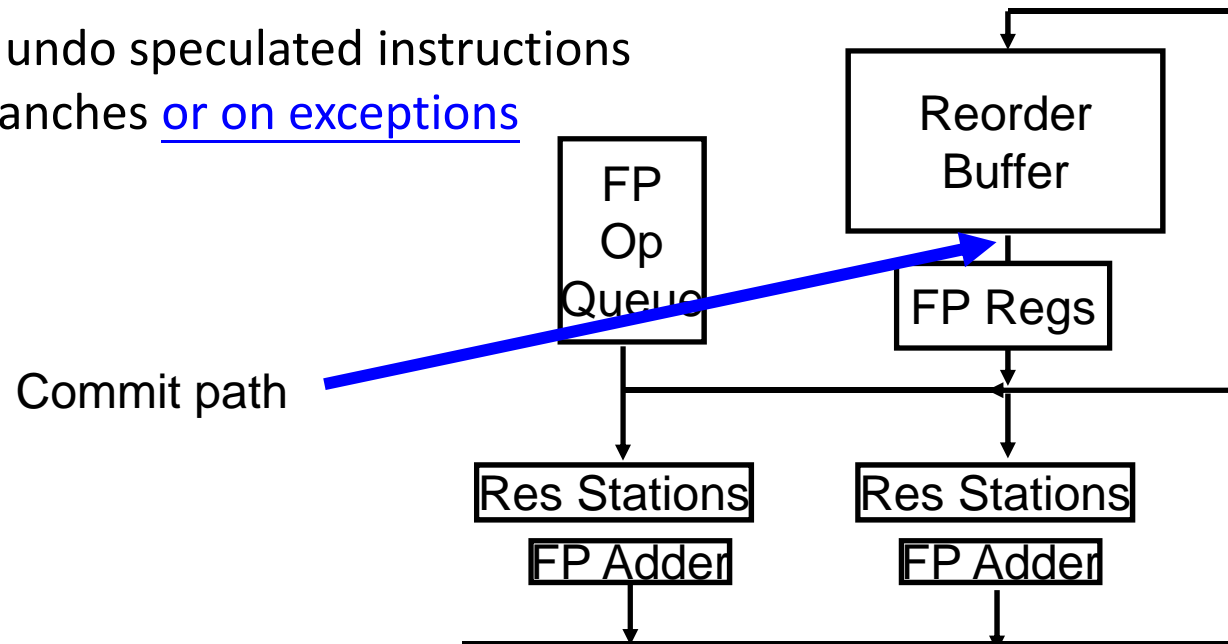 undo speculated instructions
anches or on exceptions
Reorder
Buffer
FP
Op
Queue
FP Regs
Commit path
Res Stations
Res Stations
FP Adder
FP Adder